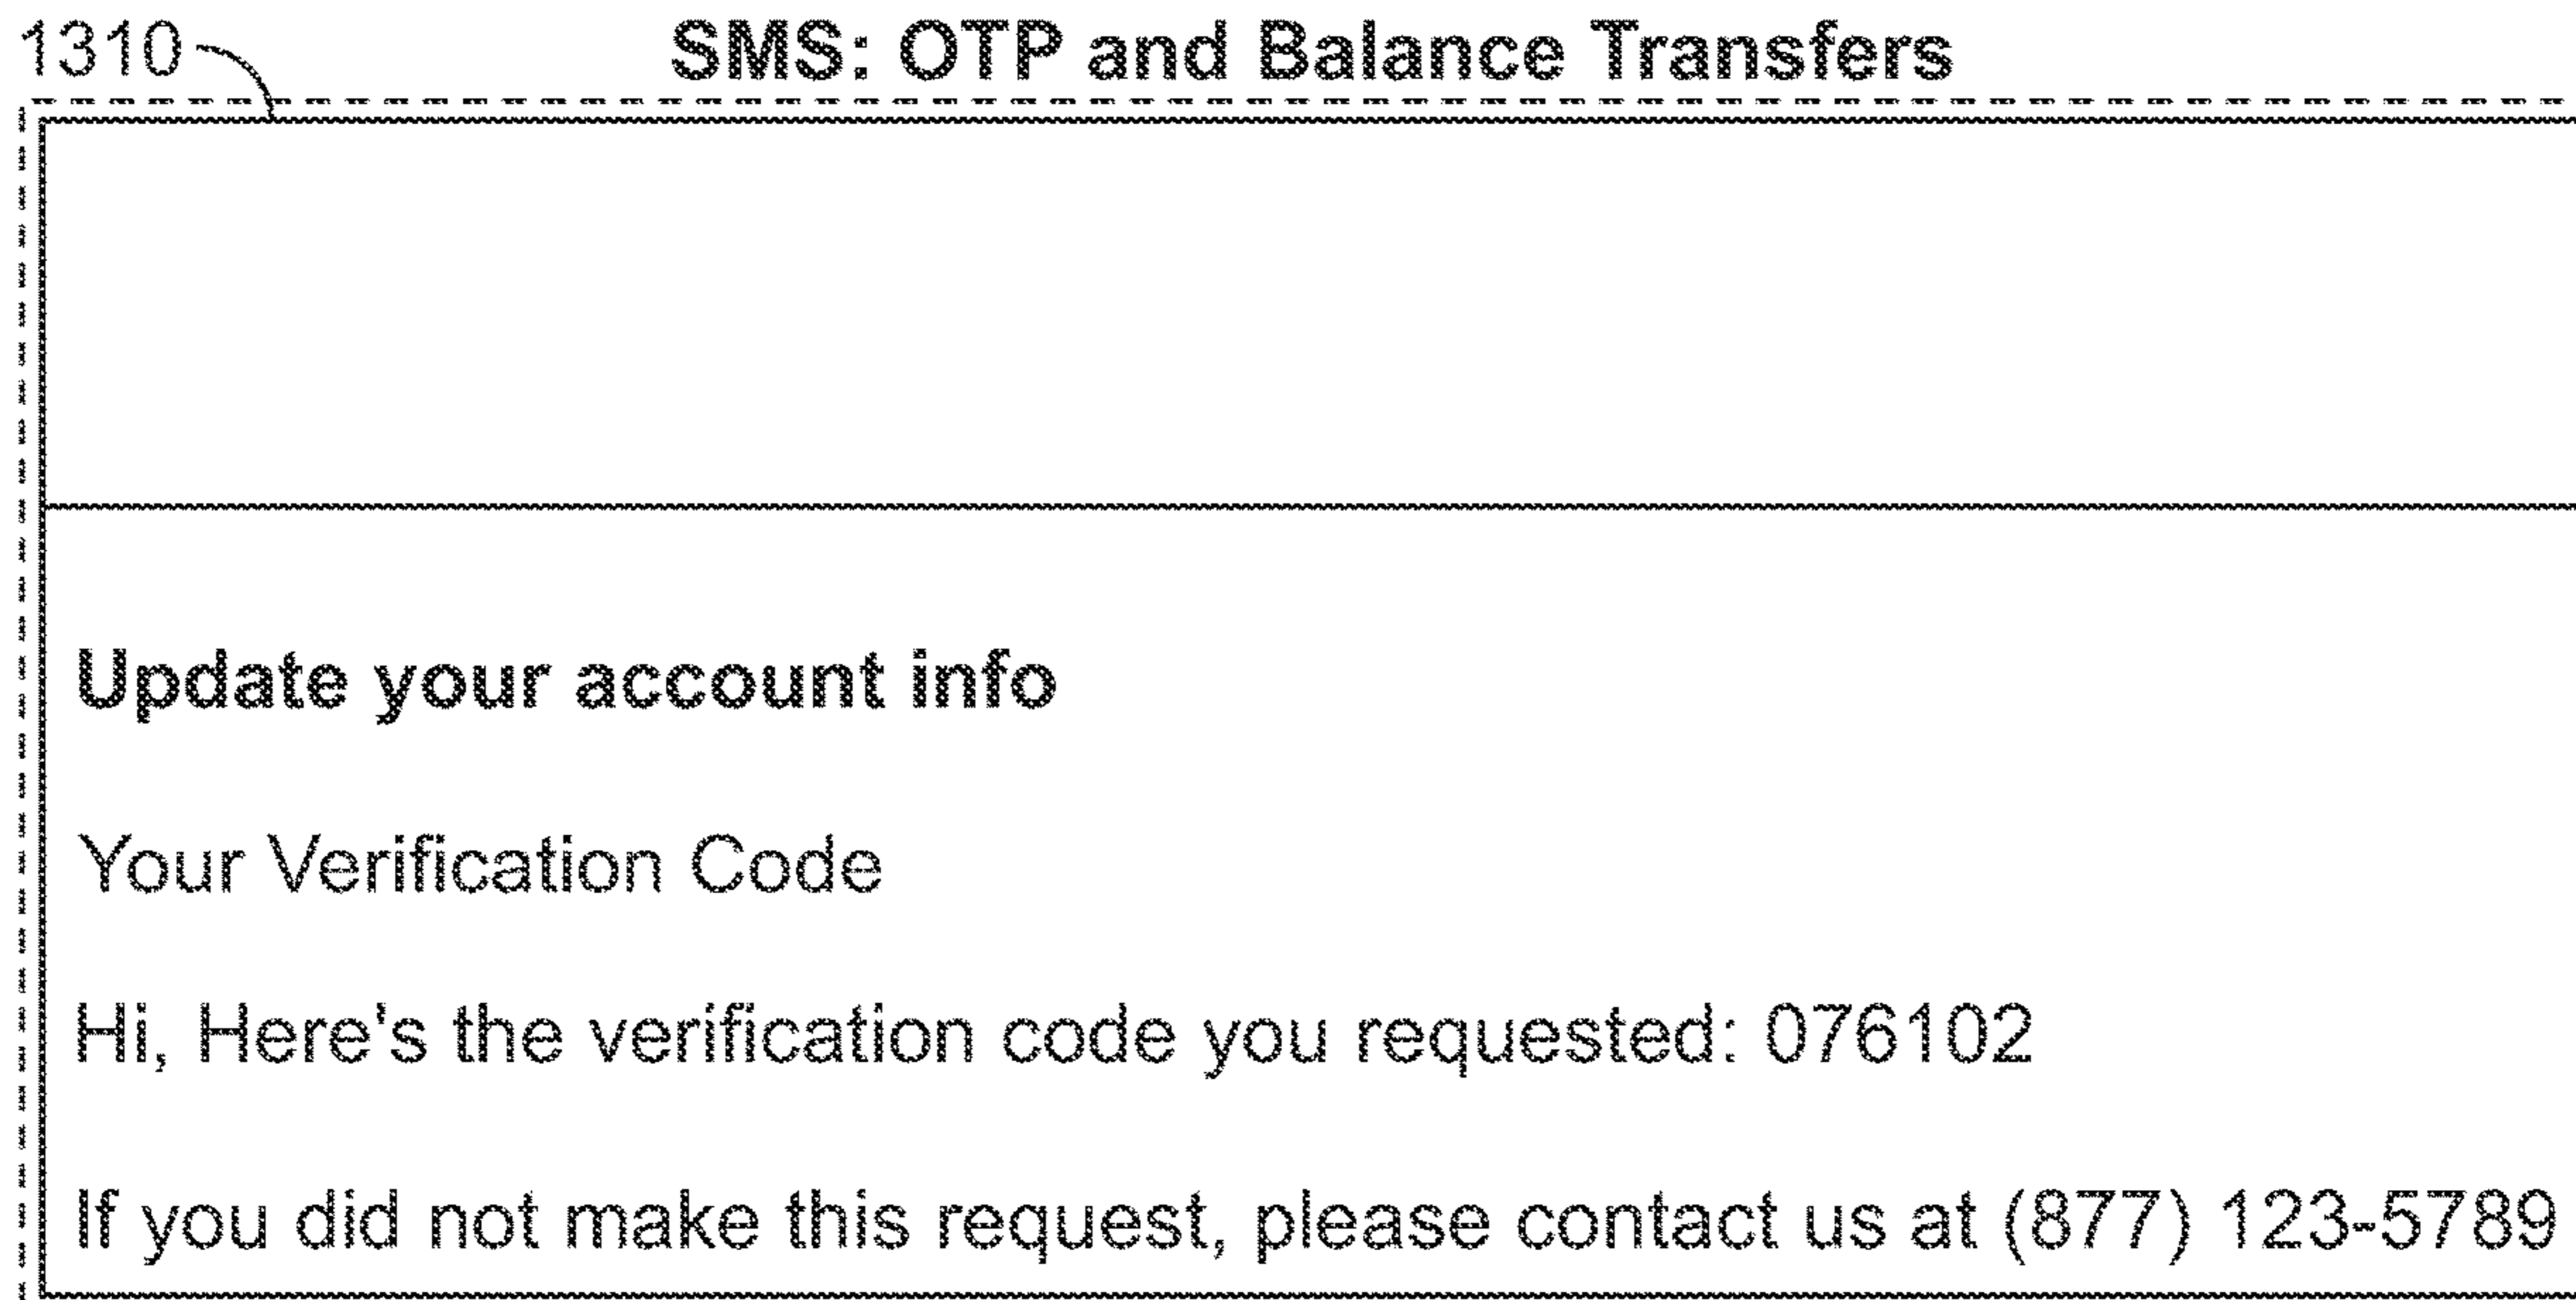 1310
SMS: OTP and Balance Transfers
Update your account info
Your Verification Code
Hi, Here's the verification code you requested: 076102
If you did not make this request, please contact us at (877) 123-5789